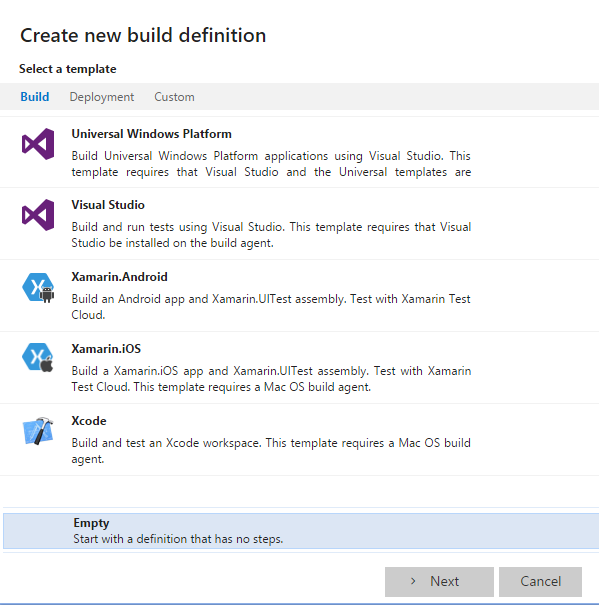 Create new build definition
Select a template
Build Deployment Custom
Universal Windows Platform
Build Universal Windows Platform applications using Visual Studio. This
template requires that Visual Studio and the Universal templates are
Visual Studio
Build and run tests using Visual Studio. This template requires that Visual
Studio be installed on the build agent.
Xamarin.Android
Build an Android app and Xamarin.UITest assembly. Test with Xamarin Test
Cloud.
Xamarin.iOS
Build a Xamarin.iOS app and Xamarin.UITest assembly. Test with Xamarin
Test Cloud. This template requires a Mac OS build agent.
Xcode
Build and test an Xcode workspace. This template requires a Mac OS build
agent.
Empty
Start with a definition that has no steps.
> Next Cancel